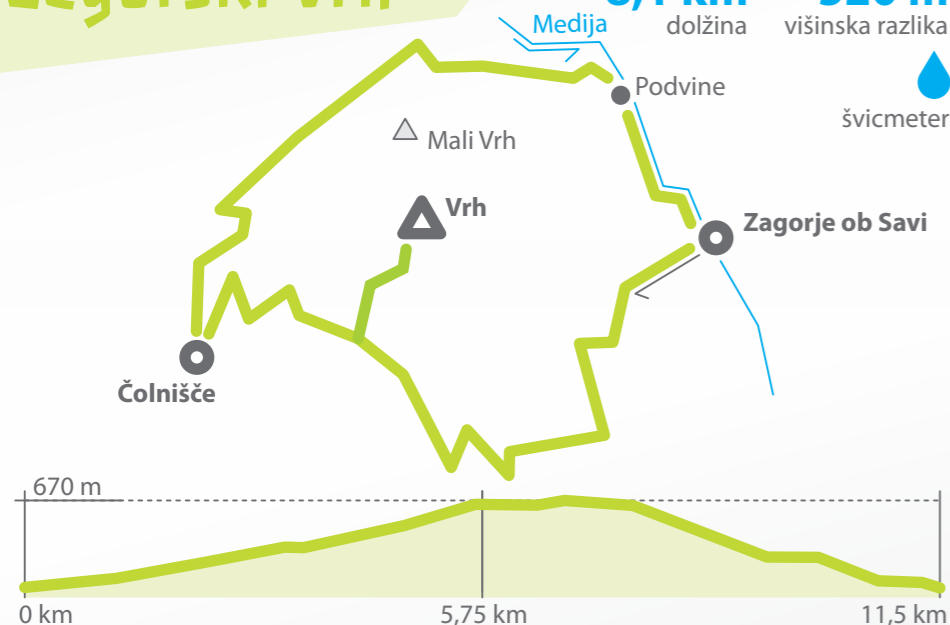 dolžina višinska razlika
Medija
švicmeter
Podvine
Mali Vrh
Vrh
Zagorje ob Savi
Čolnišče
670 m
0 km 5,75 km 11,5 km